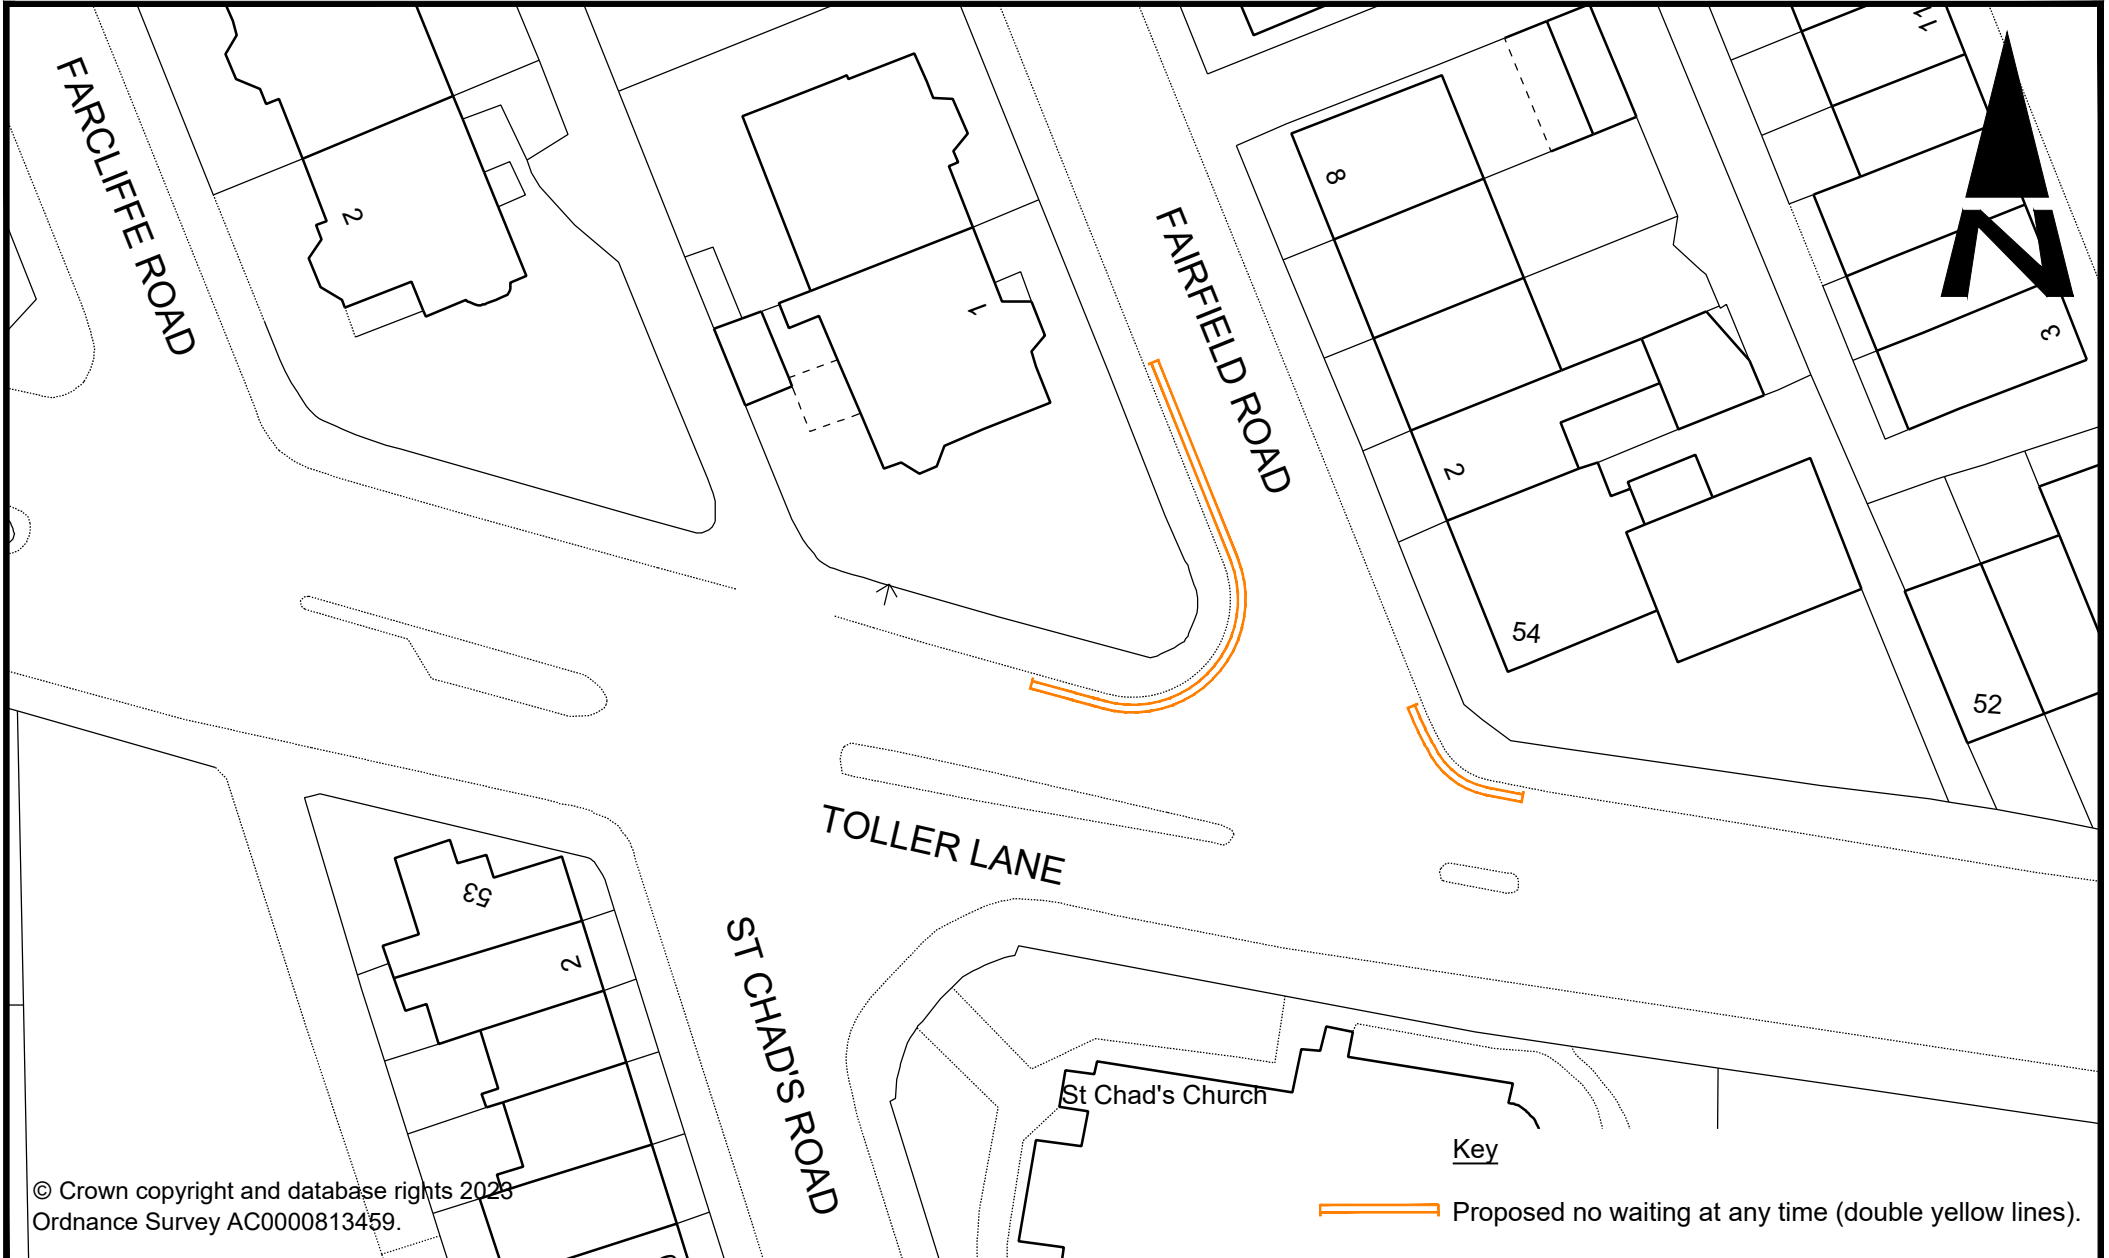 FARCLIFFE ROAD
2
1
FAIRFIELD ROAD
8
2
54
11
N
3
52
TOLLER LANE
53
2
ST CHAD'S ROAD
St Chad's Church
Key
Proposed no waiting at any time (double yellow lines).
© Crown copyright and database rights 2023
Ordnance Survey AC0000813459.